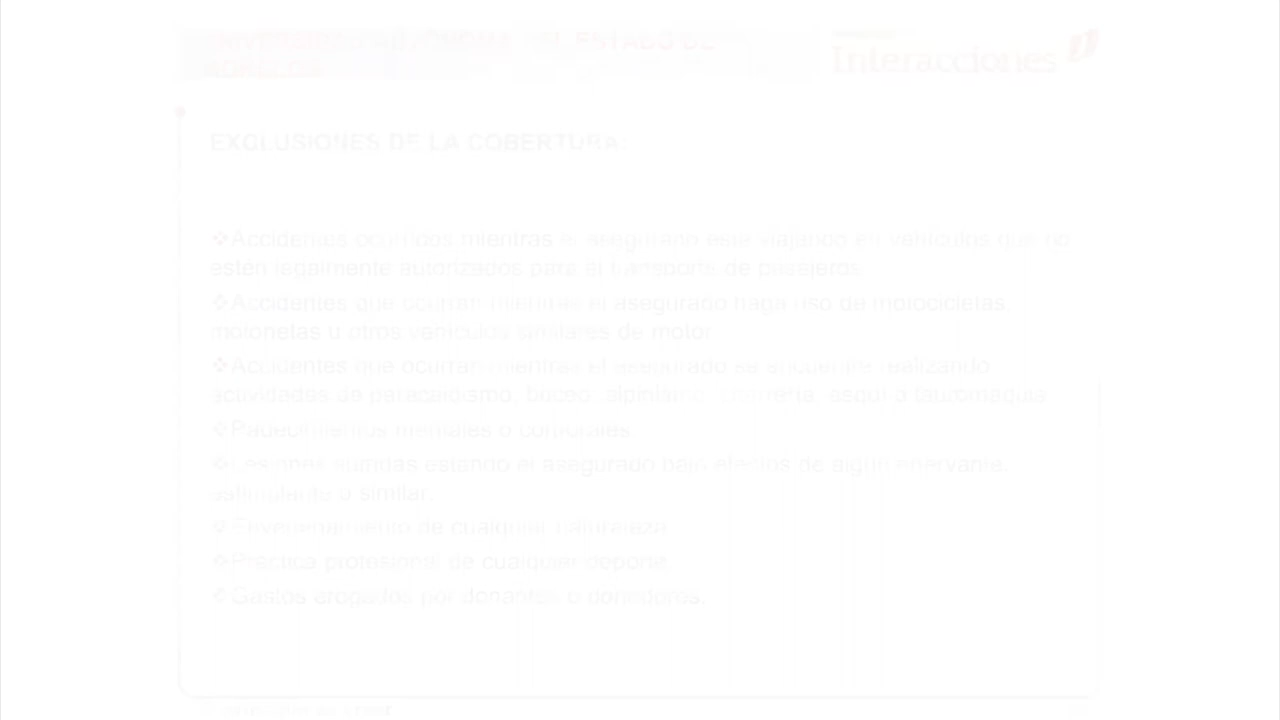 ESTADO DE
Interacciones
EXCLUSIONES DE LA COBERTURA
❖Accidentes ocurridos mientras el asegurado este viajando en vehículos que no
estén legalmente autorizados para el transporte de pasajeros
❖Accidentes que ocurran mientras el asegurado haga uso de motocicletas,
motonetas u otros vehículos similares de motor
❖Accidentes que ocurran mientras el asegurado se encuentre realizando
actividades de paracaidismo, buceo, alpinismo, esquí o tauromaquia
❖Padecimientos mentales o corporales
❖Lesiones sufridas estando el asegurado bajo efectos de algún enervante,
estimulante o similar.
❖Envenenamiento de cualquier naturaleza
❖Práctica profesional de cualquier deporte
❖Gastos erogados por donantes o donadores.